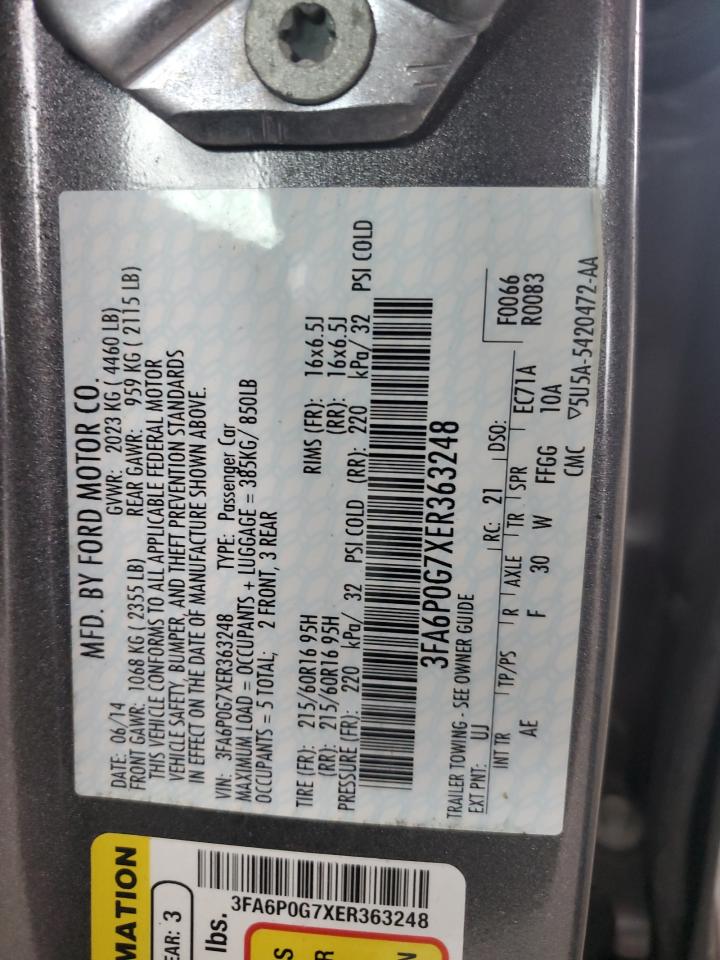 MFD. BY FORD MOTOR CO.
DATE: 06/14 GVWR: 2023 KG ( 4460 LB)
FRONT GAWR: 1068 KG ( 2355 LB) REAR GAWR: 959 KG ( 2115 LB)
THIS VEHICLE CONFORMS TO ALL APPLICABLE FEDERAL MOTOR
VEHICLE SAFETY, BUMPER, AND THEFT PREVENTION STANDARDS
IN EFFECT ON THE DATE OF MANUFACTURE SHOWN ABOVE.
VIN: 3FA6P0G7XER363248 TYPE: Passenger Car
MAXIMUM LOAD = OCCUPANTS + LUGGAGE = 385KG/ 850LB
OCCUPANTS = 5 TOTAL; 2 FRONT, 3 REAR
TIRE (FR): 215/60R16 95H RIMS (FR): 16x6.5J
(RR): 215/60R16 95H (RR): 16x6.5J
PRESSURE (FR): 220 kPa/ 32 PSI COLD (RR): 220 kPa/ 32 PSI COLD
3FA6P0G7XER363248
TRAILER TOWING - SEE OWNER GUIDE
EXT PNT: UJ RC: 21 DSO: F0066
R0083
INT TR TP/PS R AXLE TR SPR EC71A
AE F 30 W FFGG 10A
CMC ▽5U5A-5420472-AA
MATION
EAR: 3
lbs.
3FA6P0G7XER363248
S
R
N